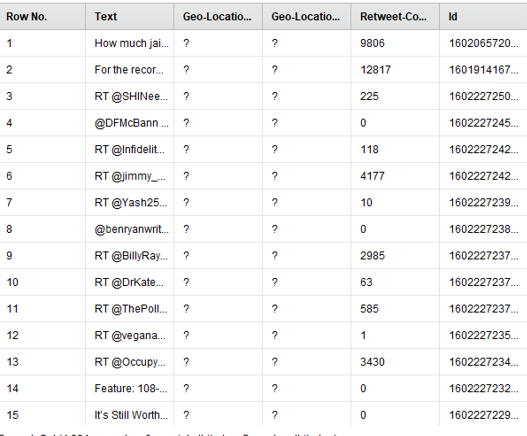 Row No. Text Geo-Locatio... Geo-Locatio... Retweet-Co... Id
1 How much jai... ? ? 9806 1602065720...
2 For the recor... ? ? 12817 1601914167...
3 RT @SHINee... ? ? 225 1602227250...
4 @DFMcBann ... ? ? 0 1602227245...
5 RT @Infidelit... ? ? 118 1602227242...
6 RT @jimmy_... ? ? 4177 1602227242...
7 RT @Yash25... ? ? 10 1602227239...
8 @benryanwrit... ? ? 0 1602227238...
9 RT @BillyRay... ? ? 2985 1602227237...
10 RT @DrKate... ? ? 63 1602227237...
11 RT @ThePoll... ? ? 585 1602227237...
12 RT @vegana... ? ? 1 1602227235...
13 RT @Occupy... ? ? 3430 1602227234...
14 Feature: 108-... ? ? 0 1602227232...
15 It's Still Worth... ? ? 0 1602227229...